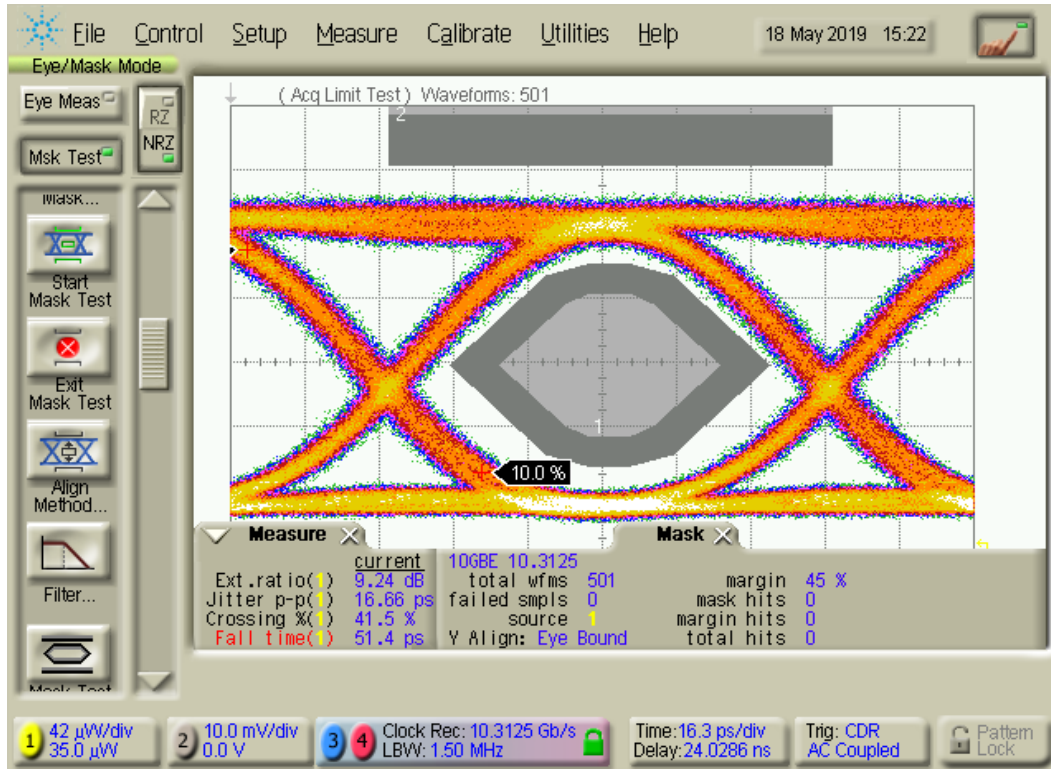 File Control Setup Measure Calibrate Utilities Help 18 May 2019 15:22
Eye/Mask Mode
Eye Meas
RZ
NRZ
Msk Test
Mask...
Start
Mask Test
Exit
Mask Test
Align
Method...
Filter...
Mask Test
( Acq Limit Test ) Waveforms: 501
2
1
10.0 %
Measure
current
Ext.ratio(1) 9.24 dB
Jitter p-p(1) 16.66 ps
Crossing %(1) 41.5 %
Fall time(1) 51.4 ps
Mask
10GBE 10.3125
total wfms 501 margin 45 %
failed smpls 0 mask hits 0
source 1 margin hits 0
Y Align: Eye Bound total hits 0
1 42 µW/div
35.0 µW
2 10.0 mV/div
0.0 V
3 4 Clock Rec: 10.3125 Gb/s
LBW: 1.50 MHz
Time:16.3 ps/div
Delay:24.0286 ns
Trig: CDR
AC Coupled
Pattern
Lock